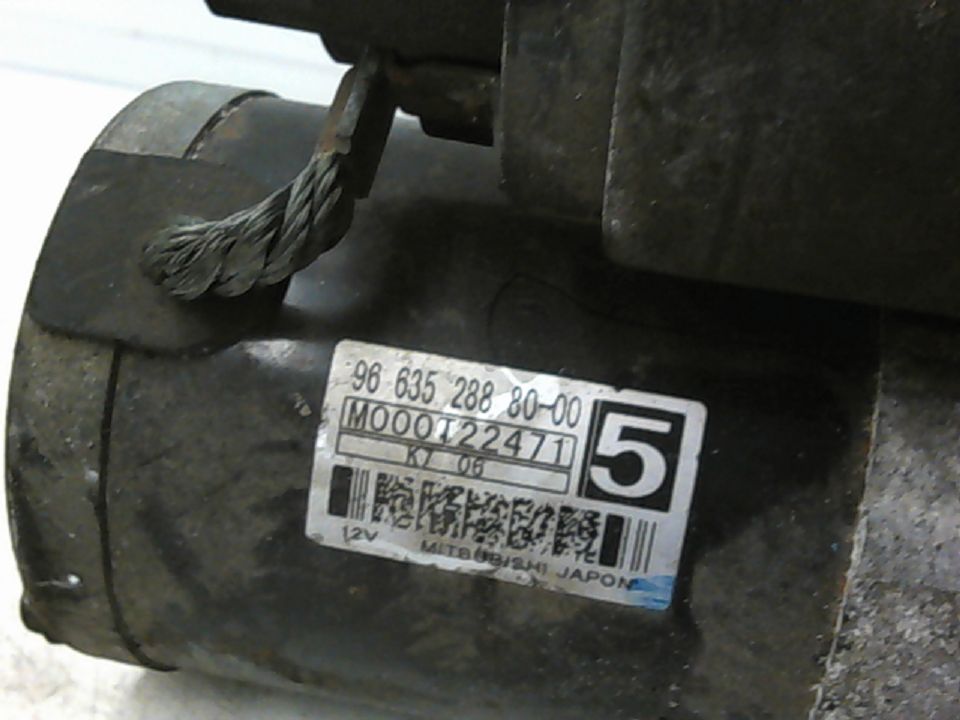 96 635 288 80-00
5
M000T22471
K7 06
12V
MITSUBISHI JAPON